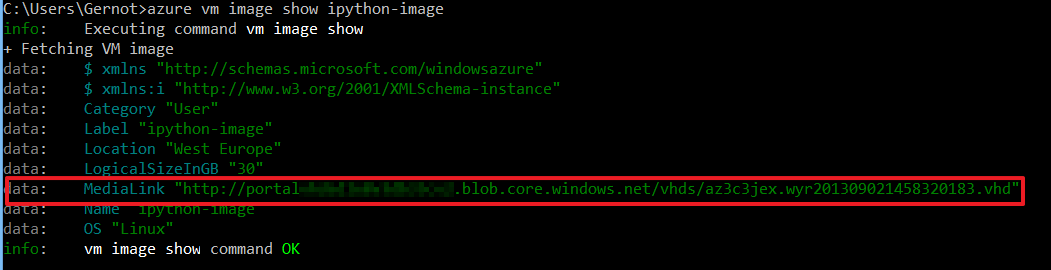 C:\Users\Gernot>azure vm image show ipython-image
info: Executing command vm image show
+ Fetching VM image
data: $ xmlns "http://schemas.microsoft.com/windowsazure"
data: $ xmlns:i "http://www.w3.org/2001/XMLSchema-instance"
data: Category "User"
data: Label "ipython-image"
data: Location "West Europe"
data: LogicalSizeInGB "30"
data: MediaLink "http://portal .blob.core.windows.net/vhds/az3c3jex.wyr201309021458320183.vhd"
data: Name "ipython-image"
data: OS "Linux"
info: vm image show command OK